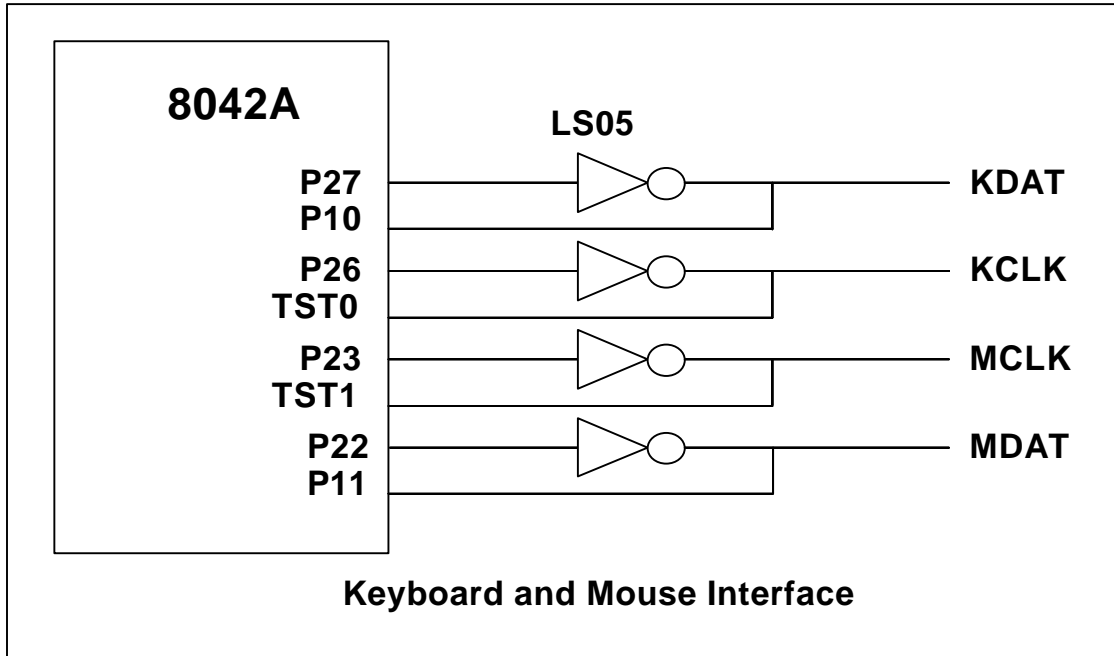 8042A
LS05
P27
KDAT
P10
P26
KCLK
TST0
P23
MCLK
TST1
P22
MDAT
P11
Keyboard and Mouse Interface